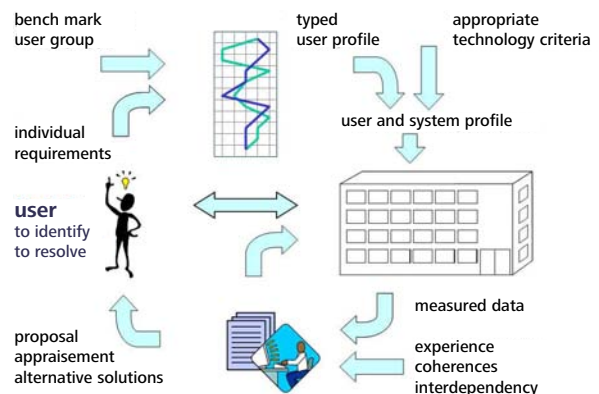 bench mark
user group
typed
user profile
appropriate
technology criteria
individual
requirements
user and system profile
user
to identify
to resolve
measured data
proposal
appraisement
alternative solutions
experience
coherences
interdependency